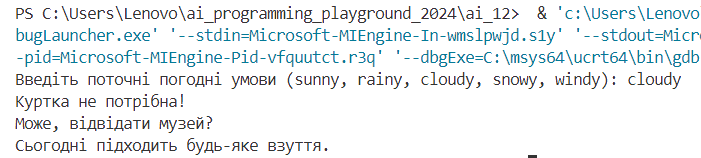 PS C:\Users\Lenovo\ai_programming_playground_2024\ai_12>  & 'c:\Users\Lenovo
bugLauncher.exe' '--stdin=Microsoft-MIEngine-In-wmslpwjd.s1y' '--stdout=Micr
-pid=Microsoft-MIEngine-Pid-vfquutct.r3q' '--dbgExe=C:\msys64\ucrt64\bin\gdb
Введіть поточні погодні умови (sunny, rainy, cloudy, snowy, windy): cloudy
Куртка не потрібна!
Може, відвідати музей?
Сьогодні підходить будь-яке взуття.